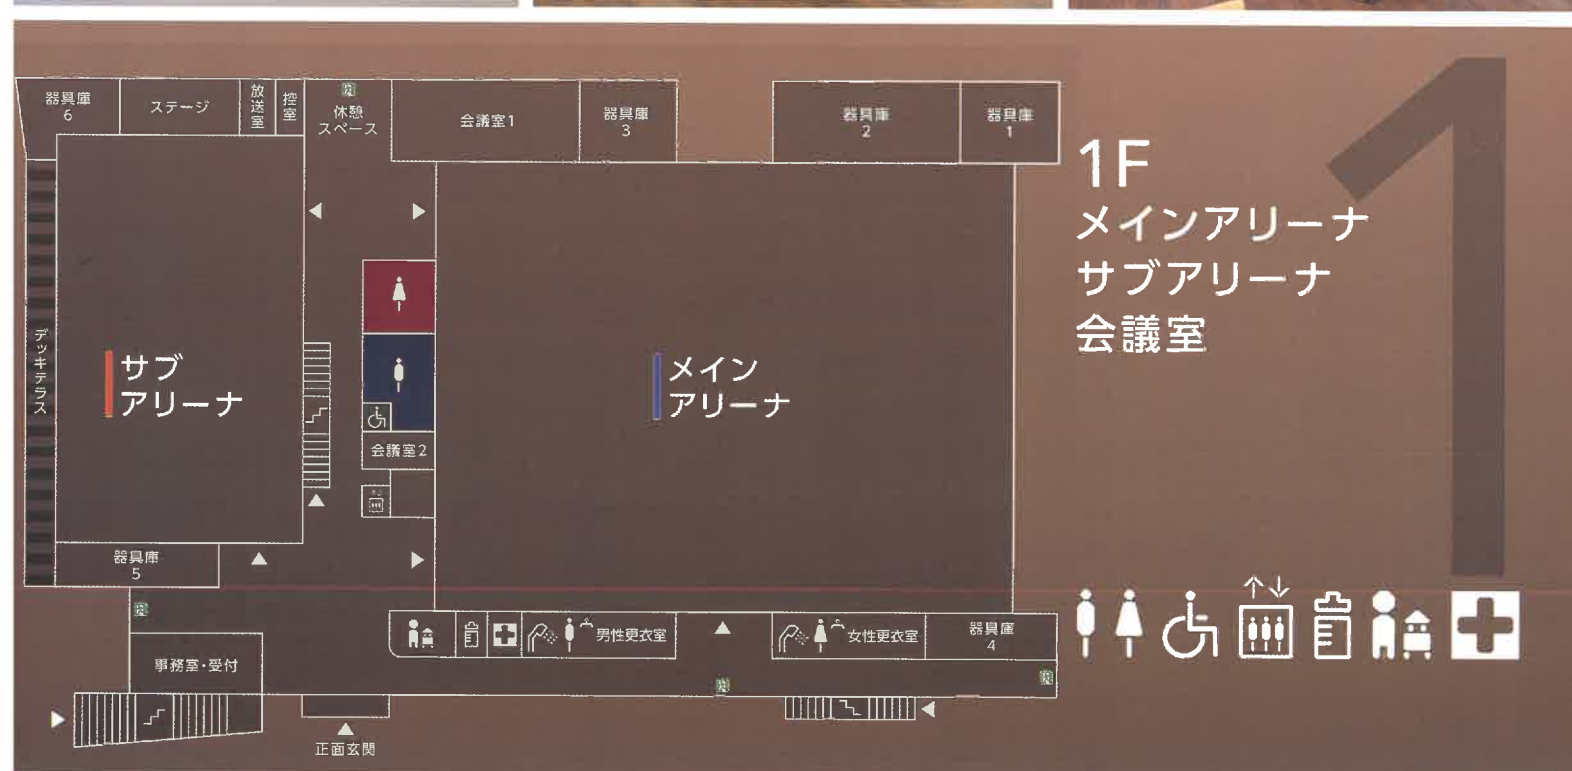 器具庫
6
ステージ
放送室
控室
休憩
スペース
会議室1
器具庫
3
器具庫
2
器具庫
1
1
1F
メインアリーナ
サブアリーナ
会議室
デッキテラス
サブ
アリーナ
メイン
アリーナ
会議室2
器具庫
5
男性更衣室
女性更衣室
器具庫
4
事務室・受付
正面玄関